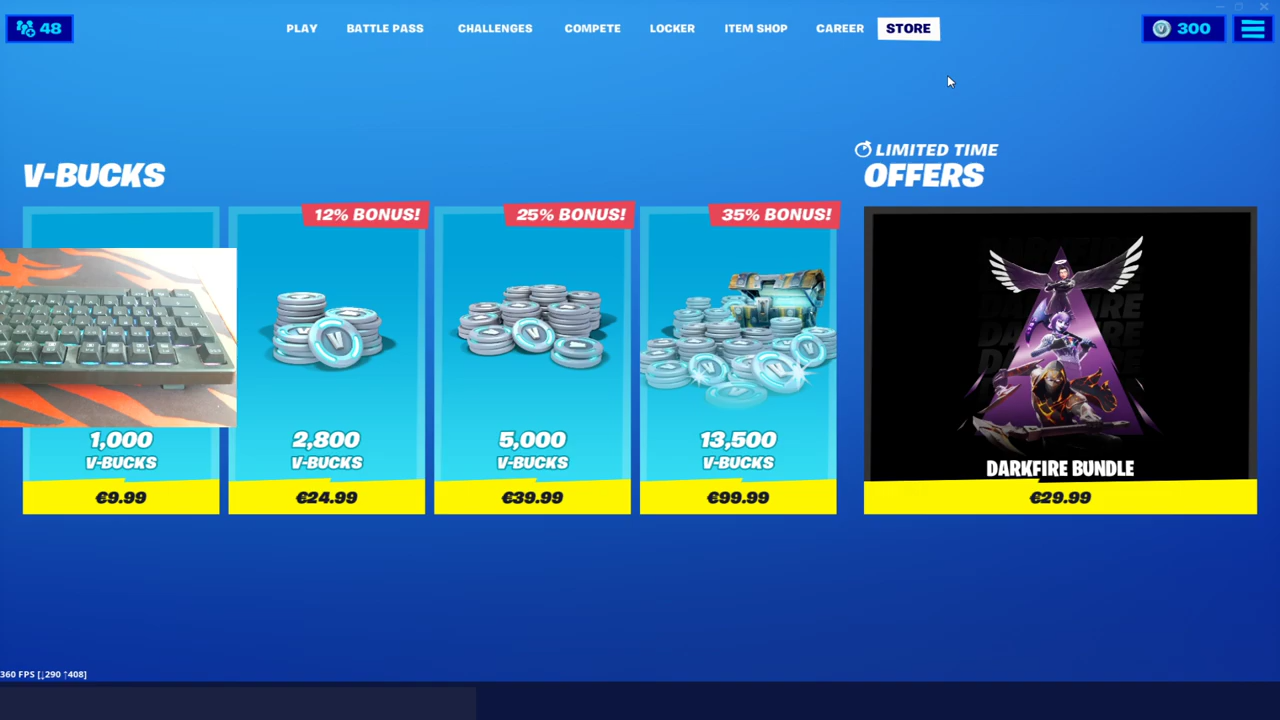 48
PLAY
BATTLE PASS
CHALLENGES
COMPETE
LOCKER
ITEM SHOP
CAREER
STORE
300
V-BUCKS
LIMITED TIME
OFFERS
1,000
V-BUCKS
€9.99
12% BONUS!
2,800
V-BUCKS
€24.99
25% BONUS!
5,000
V-BUCKS
€39.99
35% BONUS!
13,500
V-BUCKS
€99.99
DARKFIRE BUNDLE
€29.99
360 FPS [↓290 ↑408]